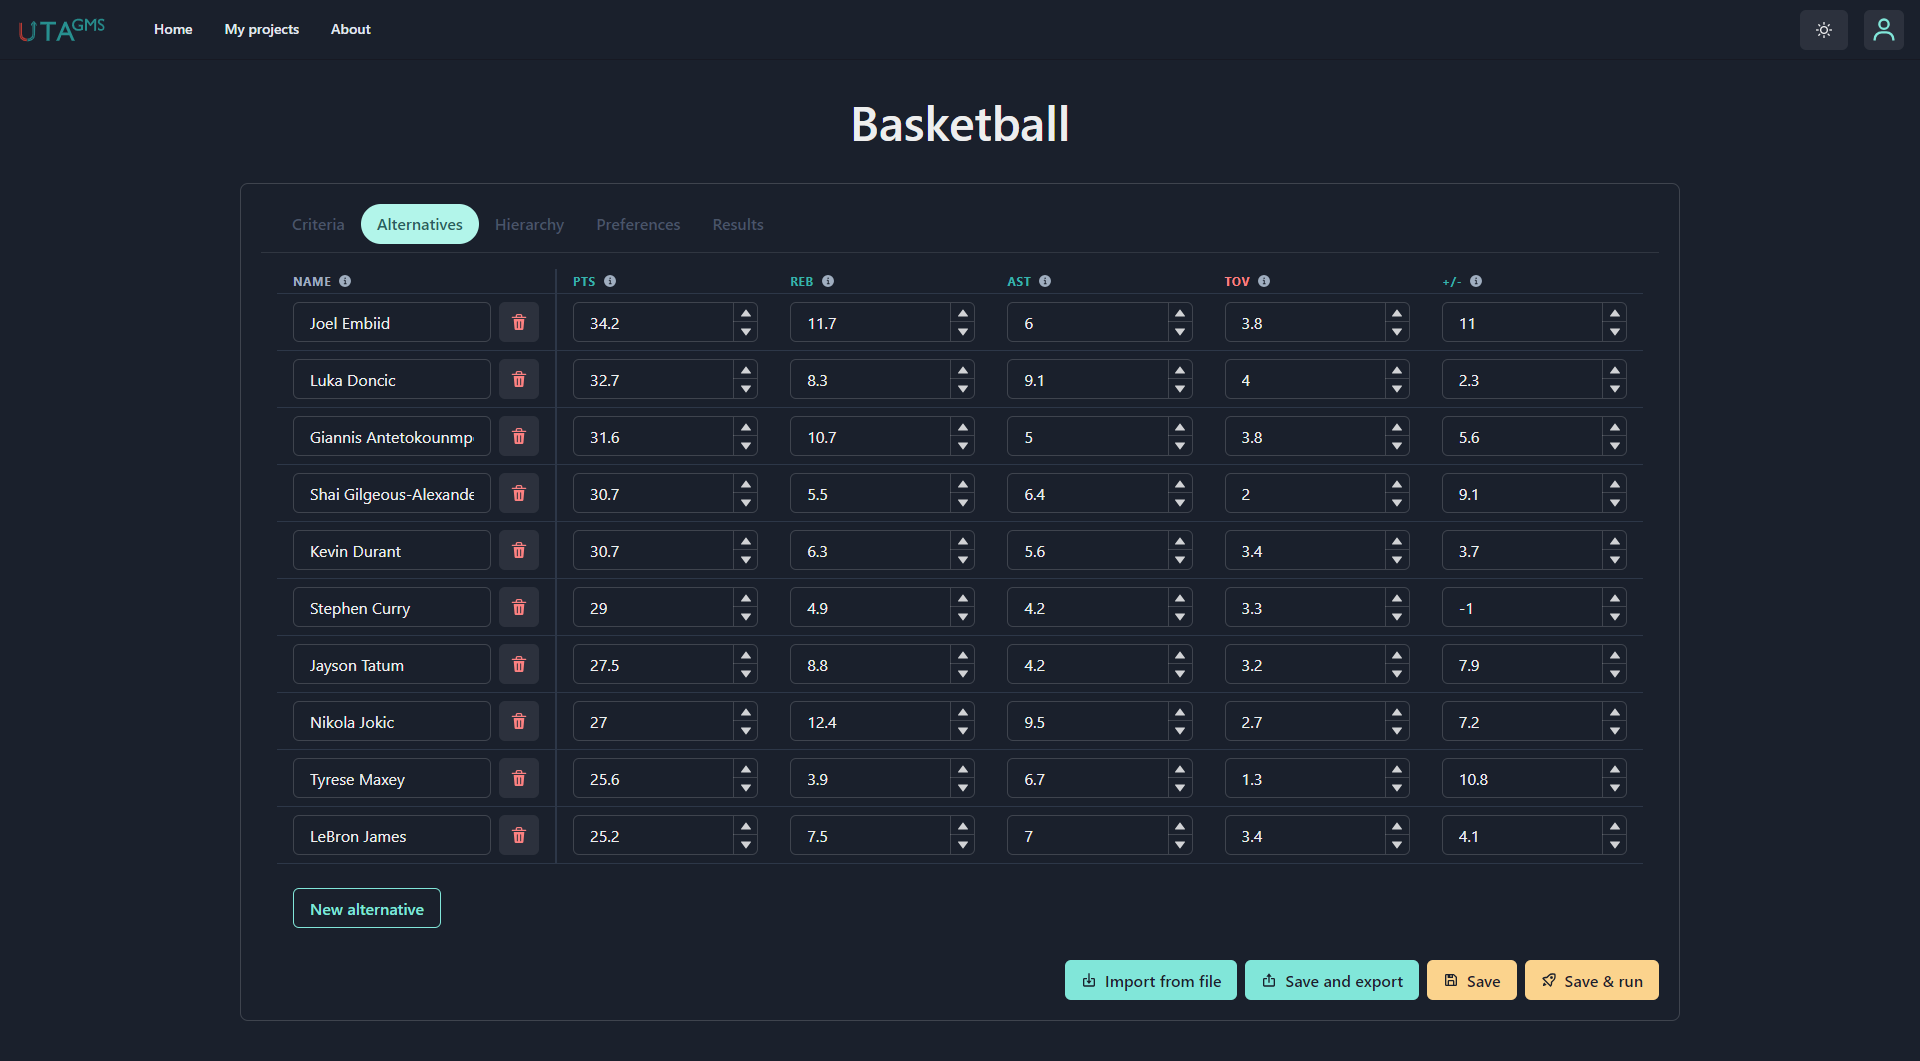 UTAGMS Home My projects About
Basketball
Criteria Alternatives Hierarchy Preferences Results
NAME PTS REB AST TOV +/-
Joel Embiid 34.2 11.7 6 3.8 11
Luka Doncic 32.7 8.3 9.1 4 2.3
Giannis Antetokounmp 31.6 10.7 5 3.8 5.6
Shai Gilgeous-Alexande 30.7 5.5 6.4 2 9.1
Kevin Durant 30.7 6.3 5.6 3.4 3.7
Stephen Curry 29 4.9 4.2 3.3 -1
Jayson Tatum 27.5 8.8 4.2 3.2 7.9
Nikola Jokic 27 12.4 9.5 2.7 7.2
Tyrese Maxey 25.6 3.9 6.7 1.3 10.8
LeBron James 25.2 7.5 7 3.4 4.1
New alternative
Import from file Save and export Save Save & run